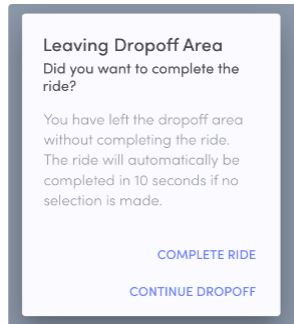 Leaving Dropoff Area
Did you want to complete the
ride?
You have left the dropoff area
without completing the ride.
The ride will automatically be
completed in 10 seconds if no
selection is made.
COMPLETE RIDE
CONTINUE DROPOFF